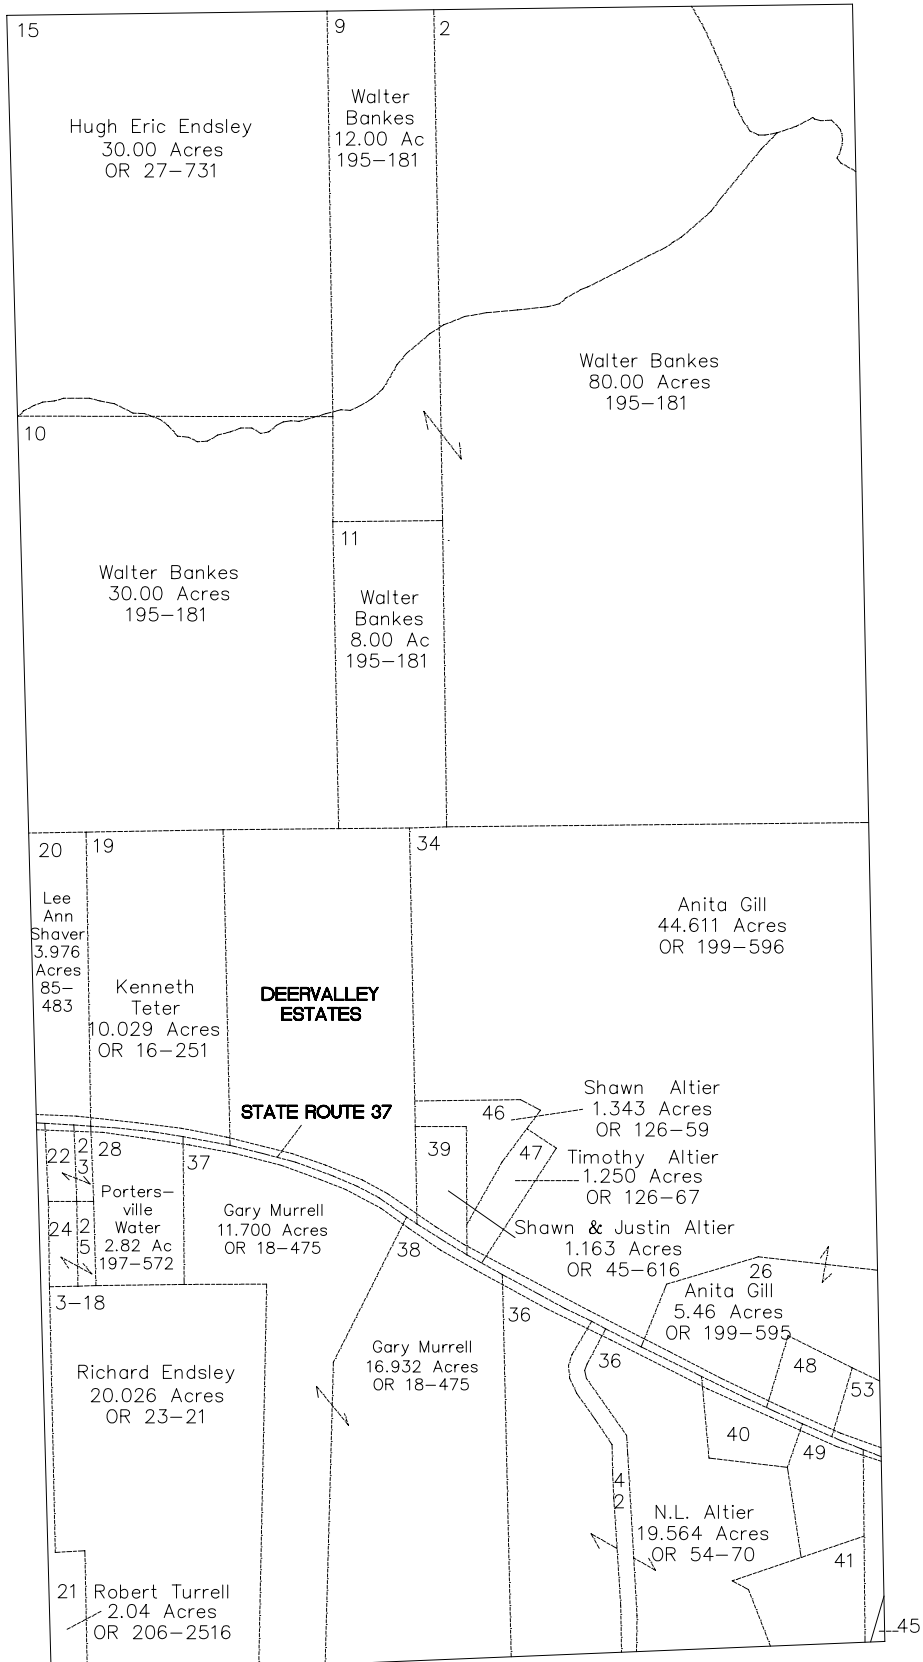 15
9
2
Hugh Eric Endsley
30.00 Acres
OR 27-731
Walter
Bankes
12.00 Ac
195-181
Walter Bankes
80.00 Acres
195-181
10
Walter Bankes
30.00 Acres
195-181
11
Walter
Bankes
8.00 Ac
195-181
20
Lee
Ann
Shaver
3.976
Acres
85-
483
19
Kenneth
Teter
10.029 Acres
OR 16-251
DEERVALLEY
ESTATES
STATE ROUTE 37
34
Anita Gill
44.611 Acres
OR 199-596
46
Shawn Altier
1.343 Acres
OR 126-59
39
47
Timothy Altier
1.250 Acres
OR 126-67
Shawn & Justin Altier
1.163 Acres
OR 45-616
22
2
3
28
37
24
2
5
Porters-
ville
Water
2.82 Ac
197-572
Gary Murrell
11.700 Acres
OR 18-475
38
26
Anita Gill
5.46 Acres
OR 199-595
3-18
36
36
48
53
Richard Endsley
20.026 Acres
OR 23-21
Gary Murrell
16.932 Acres
OR 18-475
40
49
4
2
N.L. Altier
19.564 Acres
OR 54-70
41
21
Robert Turrell
2.04 Acres
OR 206-2516
45